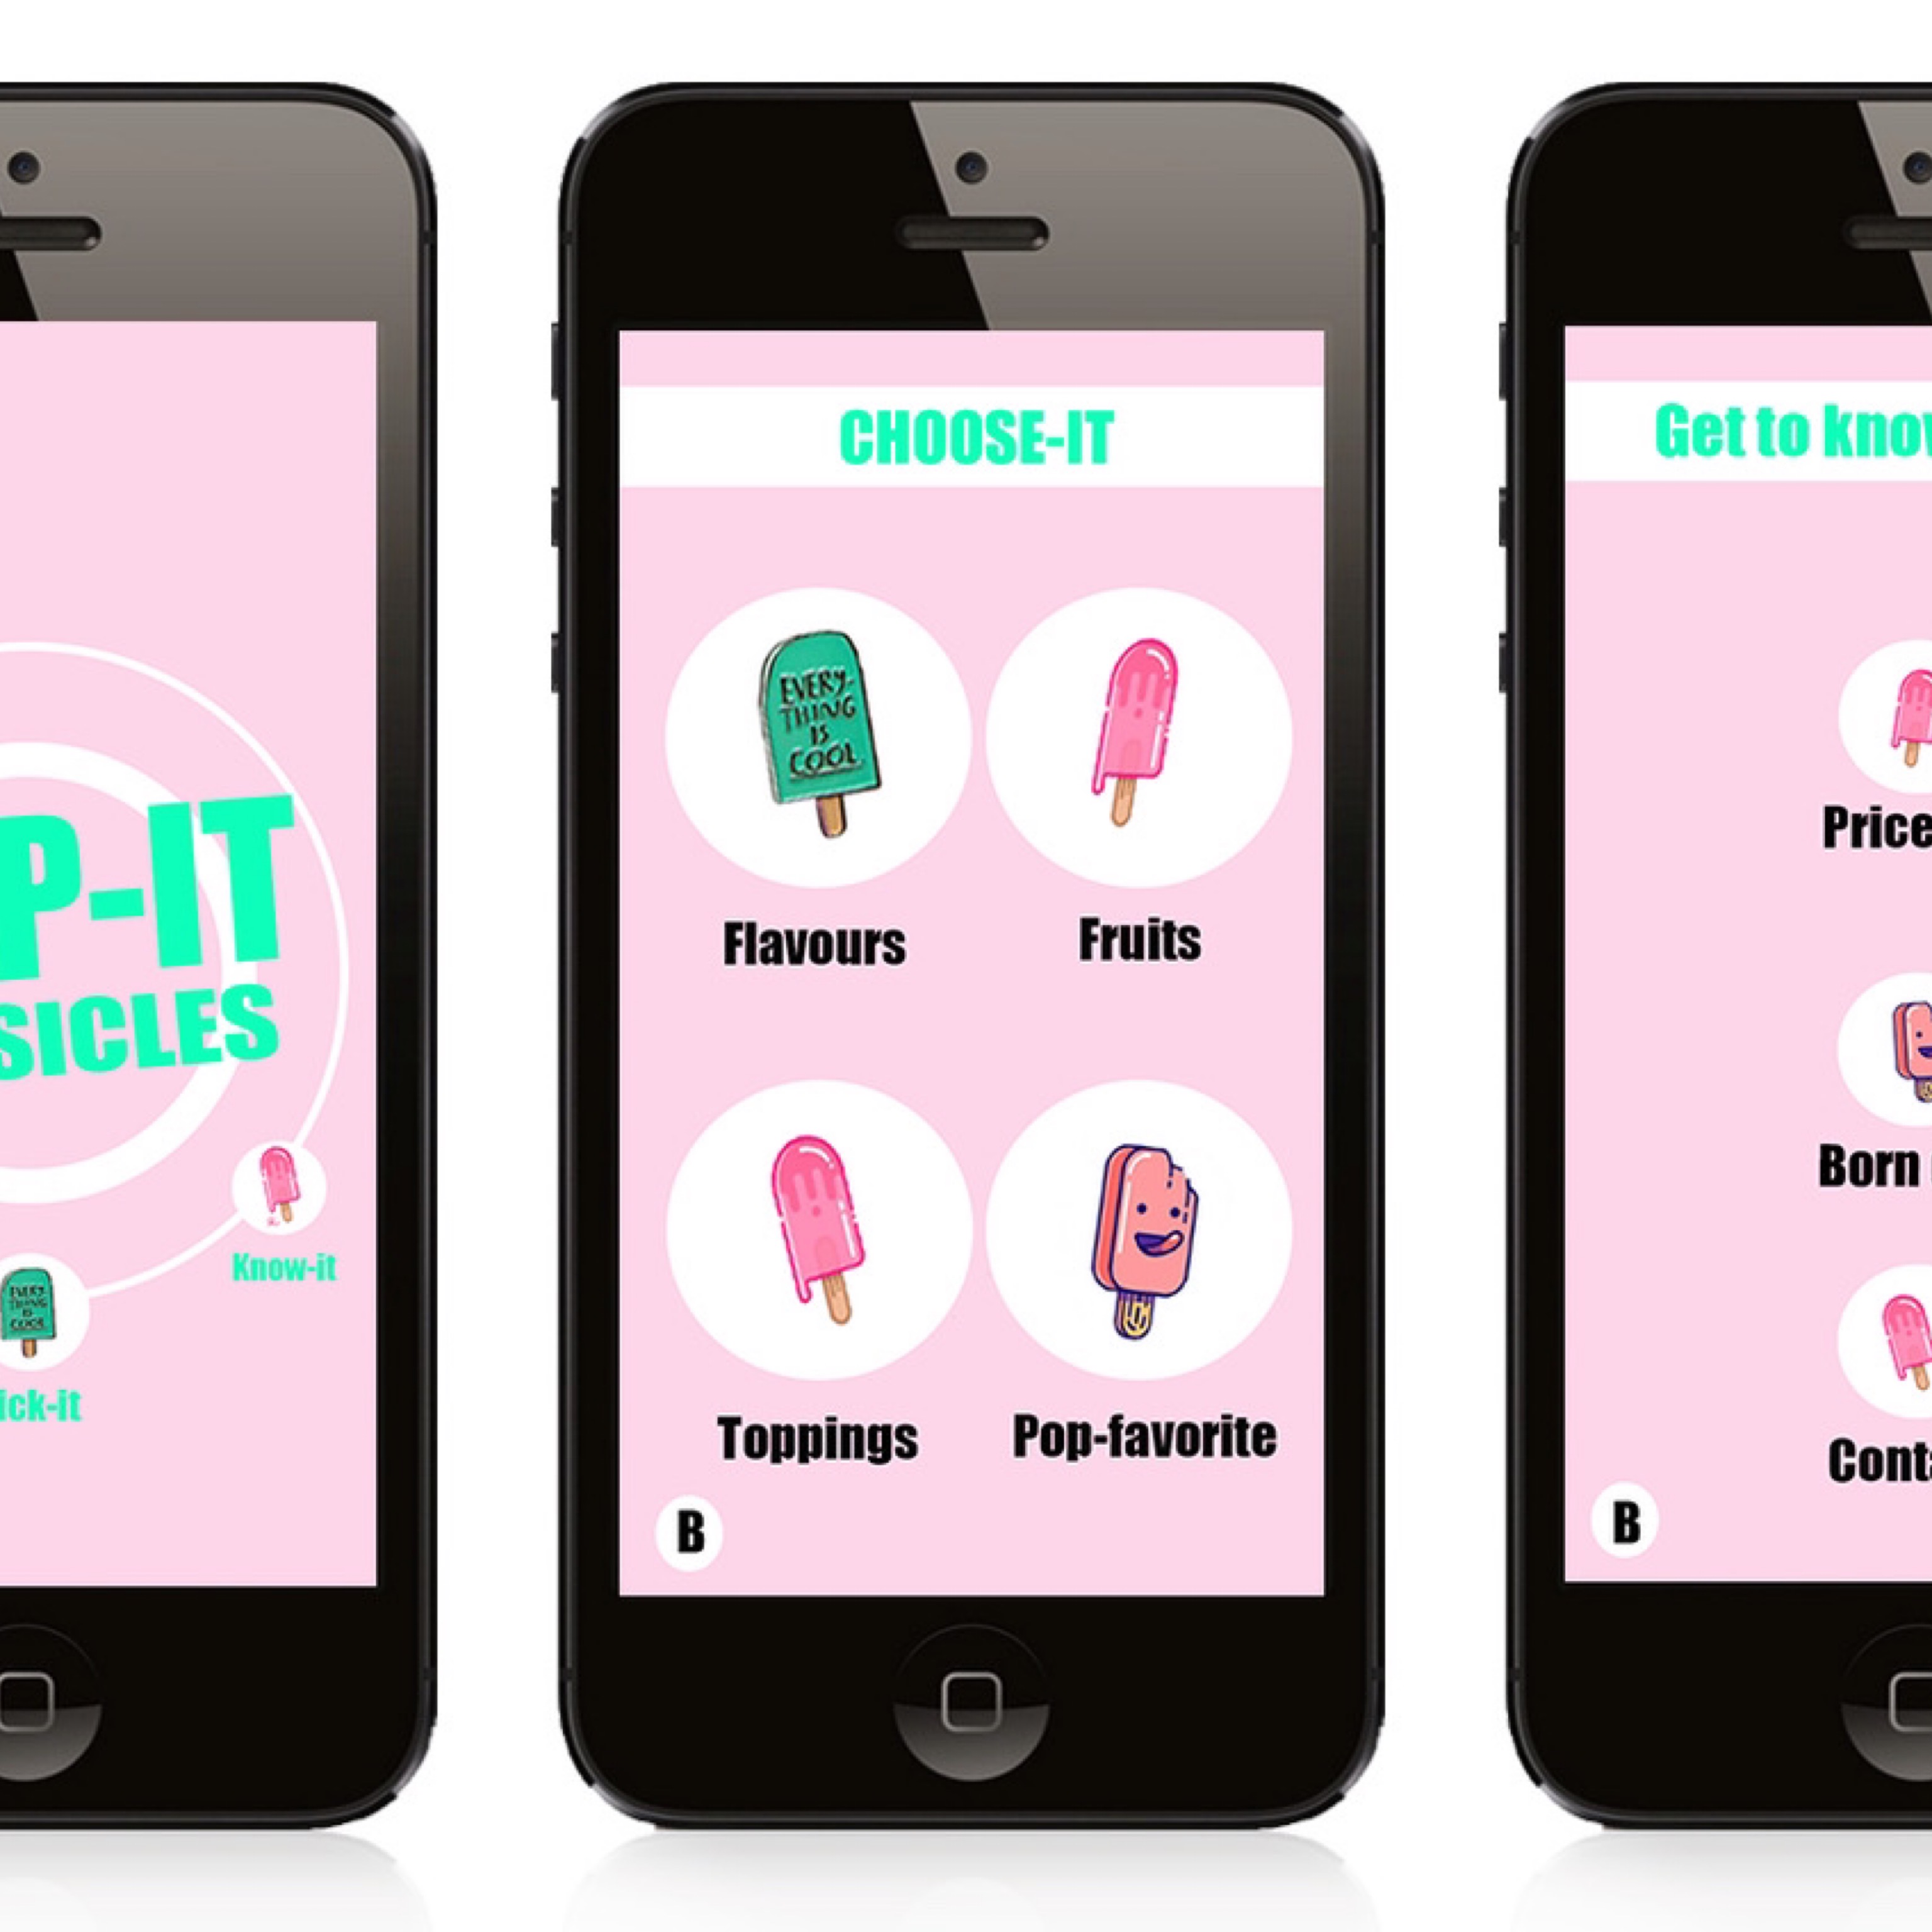 P-IT
SICLES
Know-it
EVERY-
THING
IS
COOL
ick-it
CHOOSE-IT
EVERY-
THING
IS
COOL
Flavours
Fruits
Toppings
Pop-favorite
B
Get to know
Price
Born
Conta
B